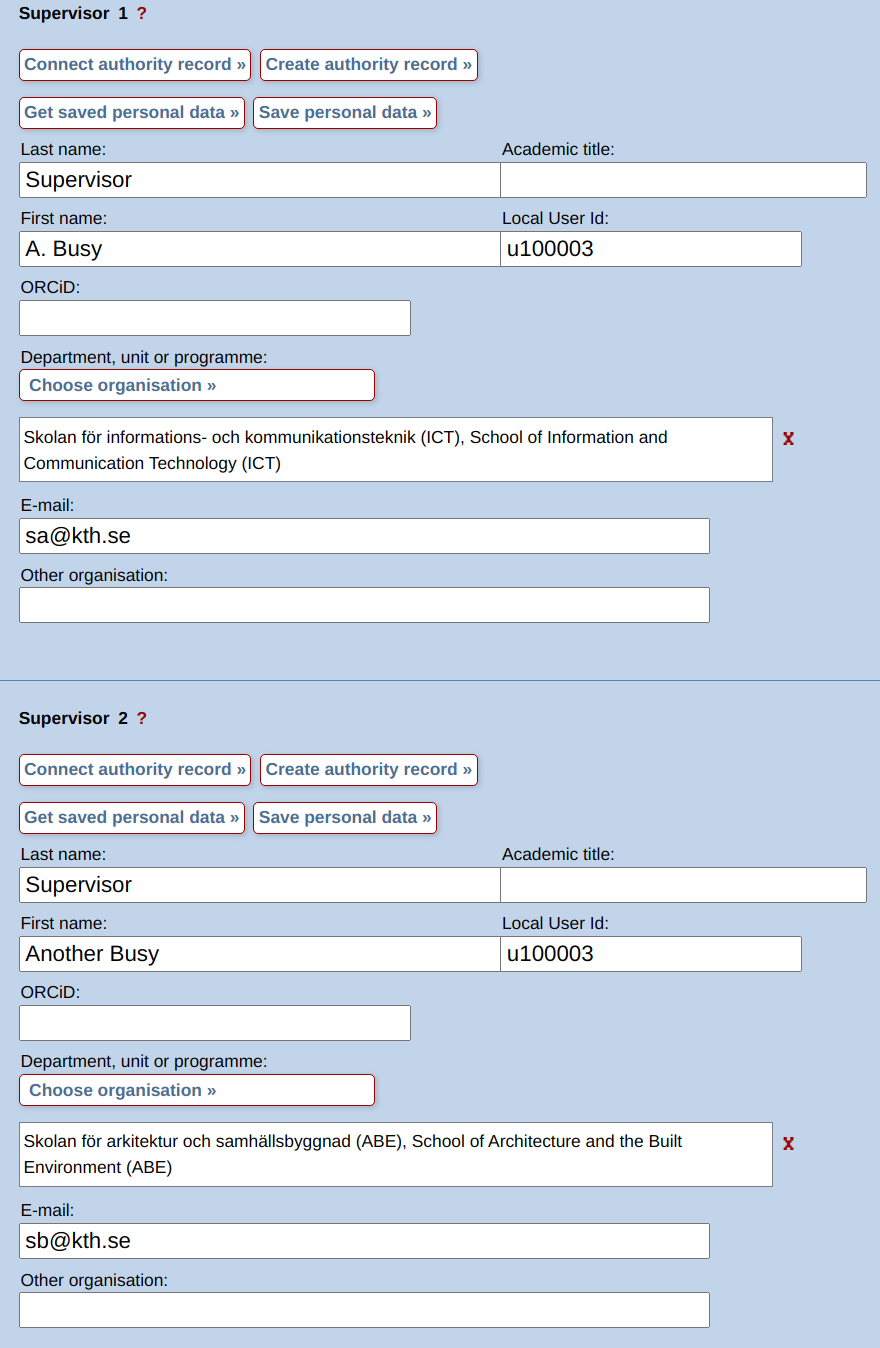 Supervisor 1 ?
Connect authority record » Create authority record »
Get saved personal data » Save personal data »
Last name: Academic title:
Supervisor
First name: Local User Id:
A. Busy u100003
ORCiD:
Department, unit or programme:
Choose organisation »
Skolan för informations- och kommunikationsteknik (ICT), School of Information and
Communication Technology (ICT)
X
E-mail:
sa@kth.se
Other organisation:
Supervisor 2 ?
Connect authority record » Create authority record »
Get saved personal data » Save personal data »
Last name: Academic title:
Supervisor
First name: Local User Id:
Another Busy u100003
ORCiD:
Department, unit or programme:
Choose organisation »
Skolan för arkitektur och samhällsbyggnad (ABE), School of Architecture and the Built
Environment (ABE)
X
E-mail:
sb@kth.se
Other organisation: